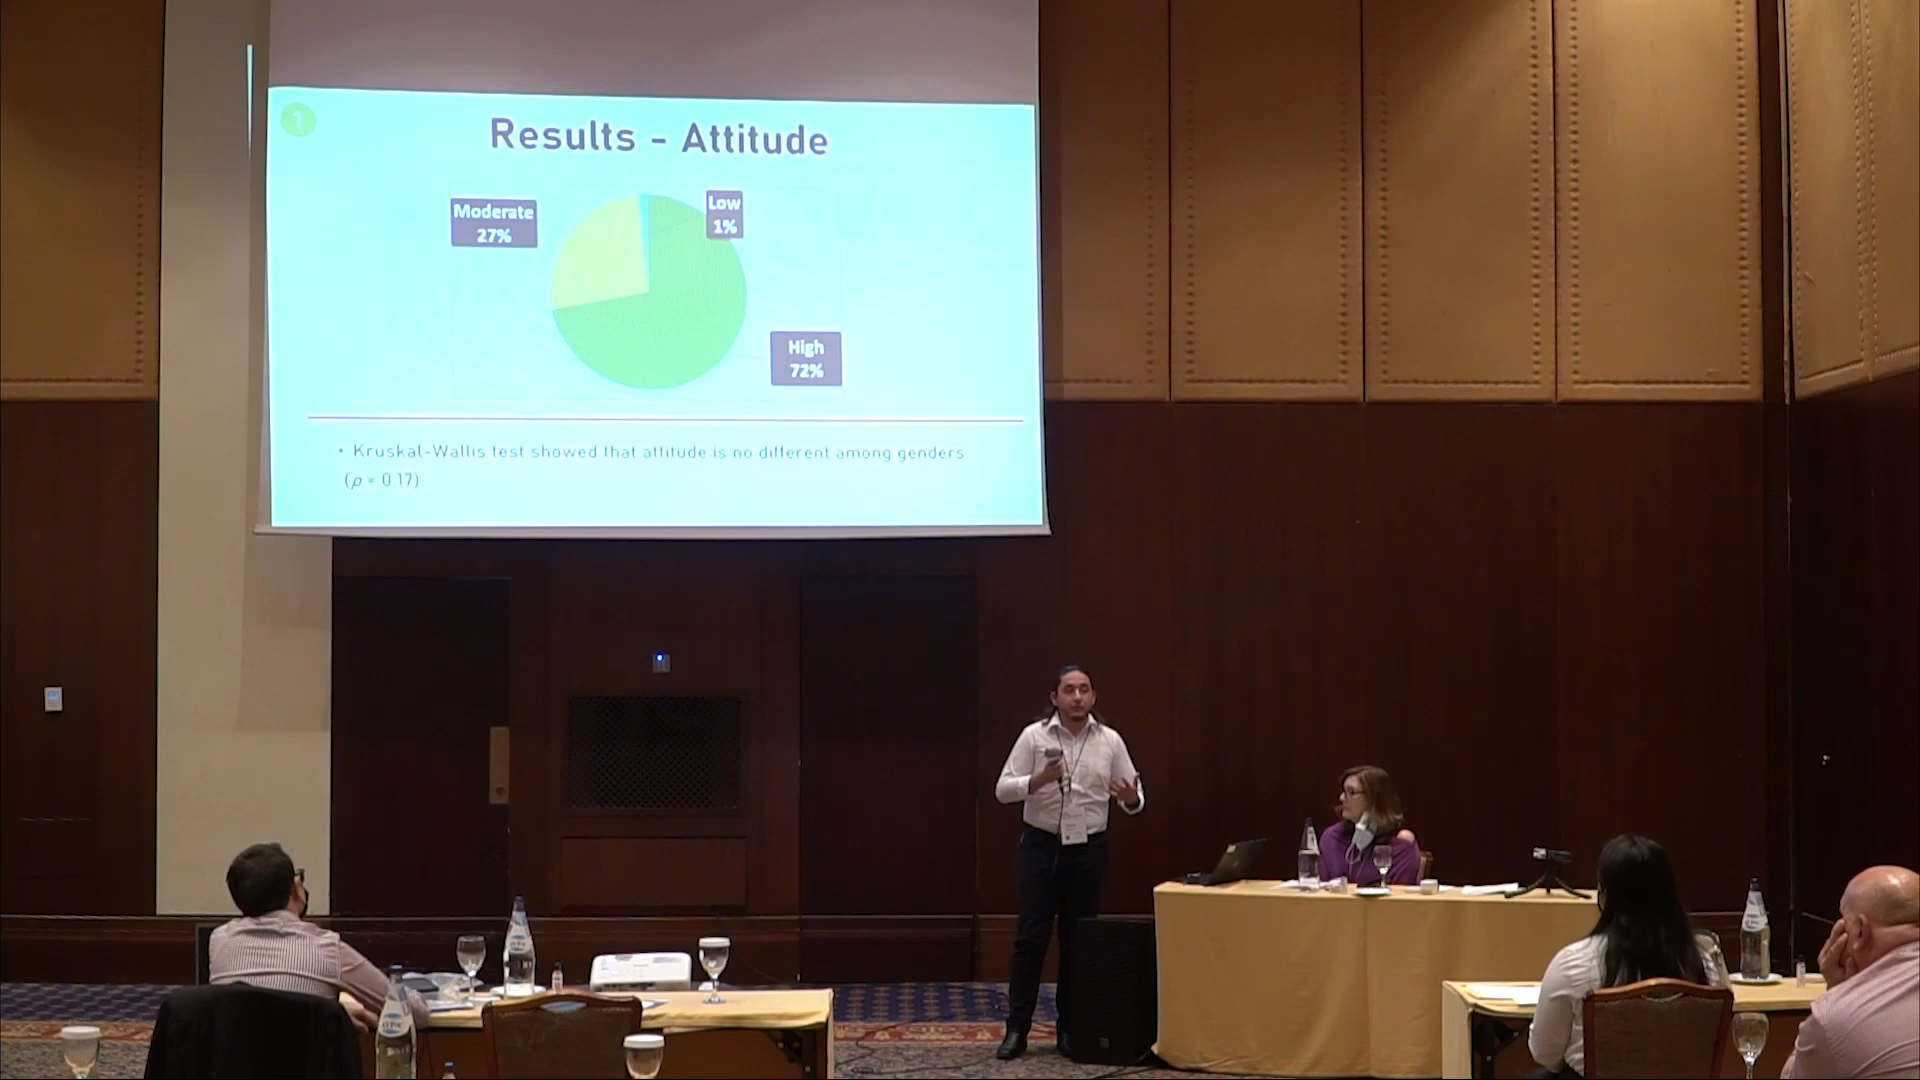 1
Results - Attitude
Moderate
27%
Low
1%
High
72%
• Kruskal-Wallis test showed that attitude is no different among genders
(p = 0.17)